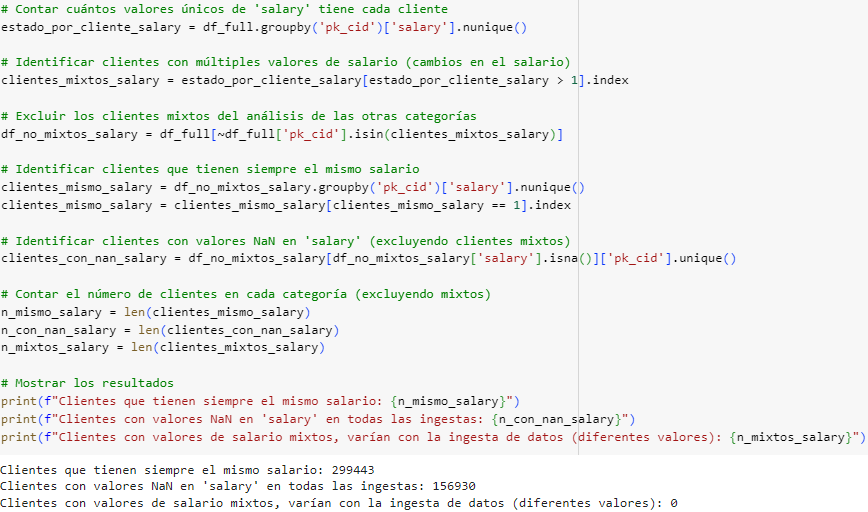 # Contar cuántos valores únicos de 'salary' tiene cada cliente
estado_por_cliente_salary = df_full.groupby('pk_cid')['salary'].nunique()
# Identificar clientes con múltiples valores de salario (cambios en el salario)
clientes_mixtos_salary = estado_por_cliente_salary[estado_por_cliente_salary > 1].index
# Excluir los clientes mixtos del análisis de las otras categorías
df_no_mixtos_salary = df_full[~df_full['pk_cid'].isin(clientes_mixtos_salary)]
# Identificar clientes que tienen siempre el mismo salario
clientes_mismo_salary = df_no_mixtos_salary.groupby('pk_cid')['salary'].nunique()
clientes_mismo_salary = clientes_mismo_salary[clientes_mismo_salary == 1].index
# Identificar clientes con valores NaN en 'salary' (excluyendo clientes mixtos)
clientes_con_nan_salary = df_no_mixtos_salary[df_no_mixtos_salary['salary'].isna()]['pk_cid'].unique()
# Contar el número de clientes en cada categoría (excluyendo mixtos)
n_mismo_salary = len(clientes_mismo_salary)
n_con_nan_salary = len(clientes_con_nan_salary)
n_mixtos_salary = len(clientes_mixtos_salary)
# Mostrar los resultados
print(f"Clientes que tienen siempre el mismo salario: {n_mismo_salary}")
print(f"Clientes con valores NaN en 'salary' en todas las ingestas: {n_con_nan_salary}")
print(f"Clientes con valores de salario mixtos, varían con la ingesta de datos (diferentes valores): {n_mixtos_salary}")
Clientes que tienen siempre el mismo salario: 299443
Clientes con valores NaN en 'salary' en todas las ingestas: 156930
Clientes con valores de salario mixtos, varían con la ingesta de datos (diferentes valores): 0